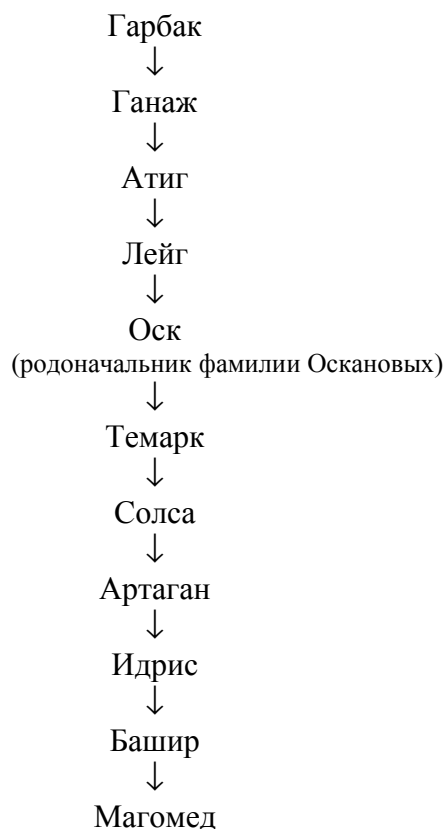 Гарбак
↓
Ганаж
↓
Атиг
↓
Лейг
↓
Оск
(родоначальник фамилии Оскановых)
↓
Темарк
↓
Солса
↓
Артаган
↓
Идрис
↓
Башир
↓
Магомед